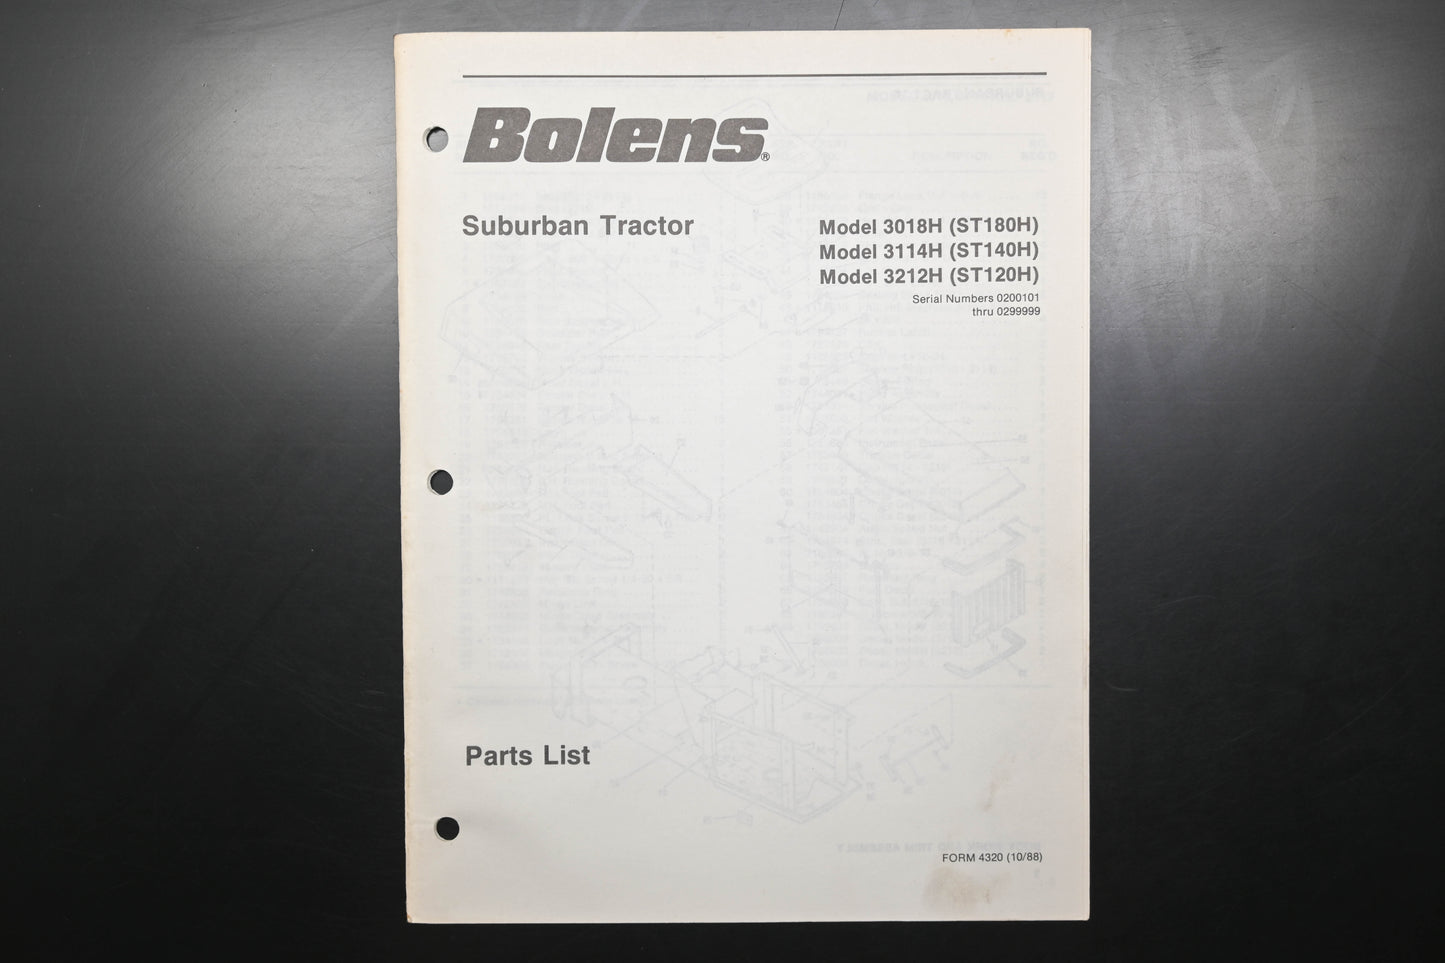 Bolens®
Suburban Tractor
Model 3018H (ST180H)
Model 3114H (ST140H)
Model 3212H (ST120H)
Serial Numbers 0200101
thru 0299999
Parts List
FORM 4320 (10/88)